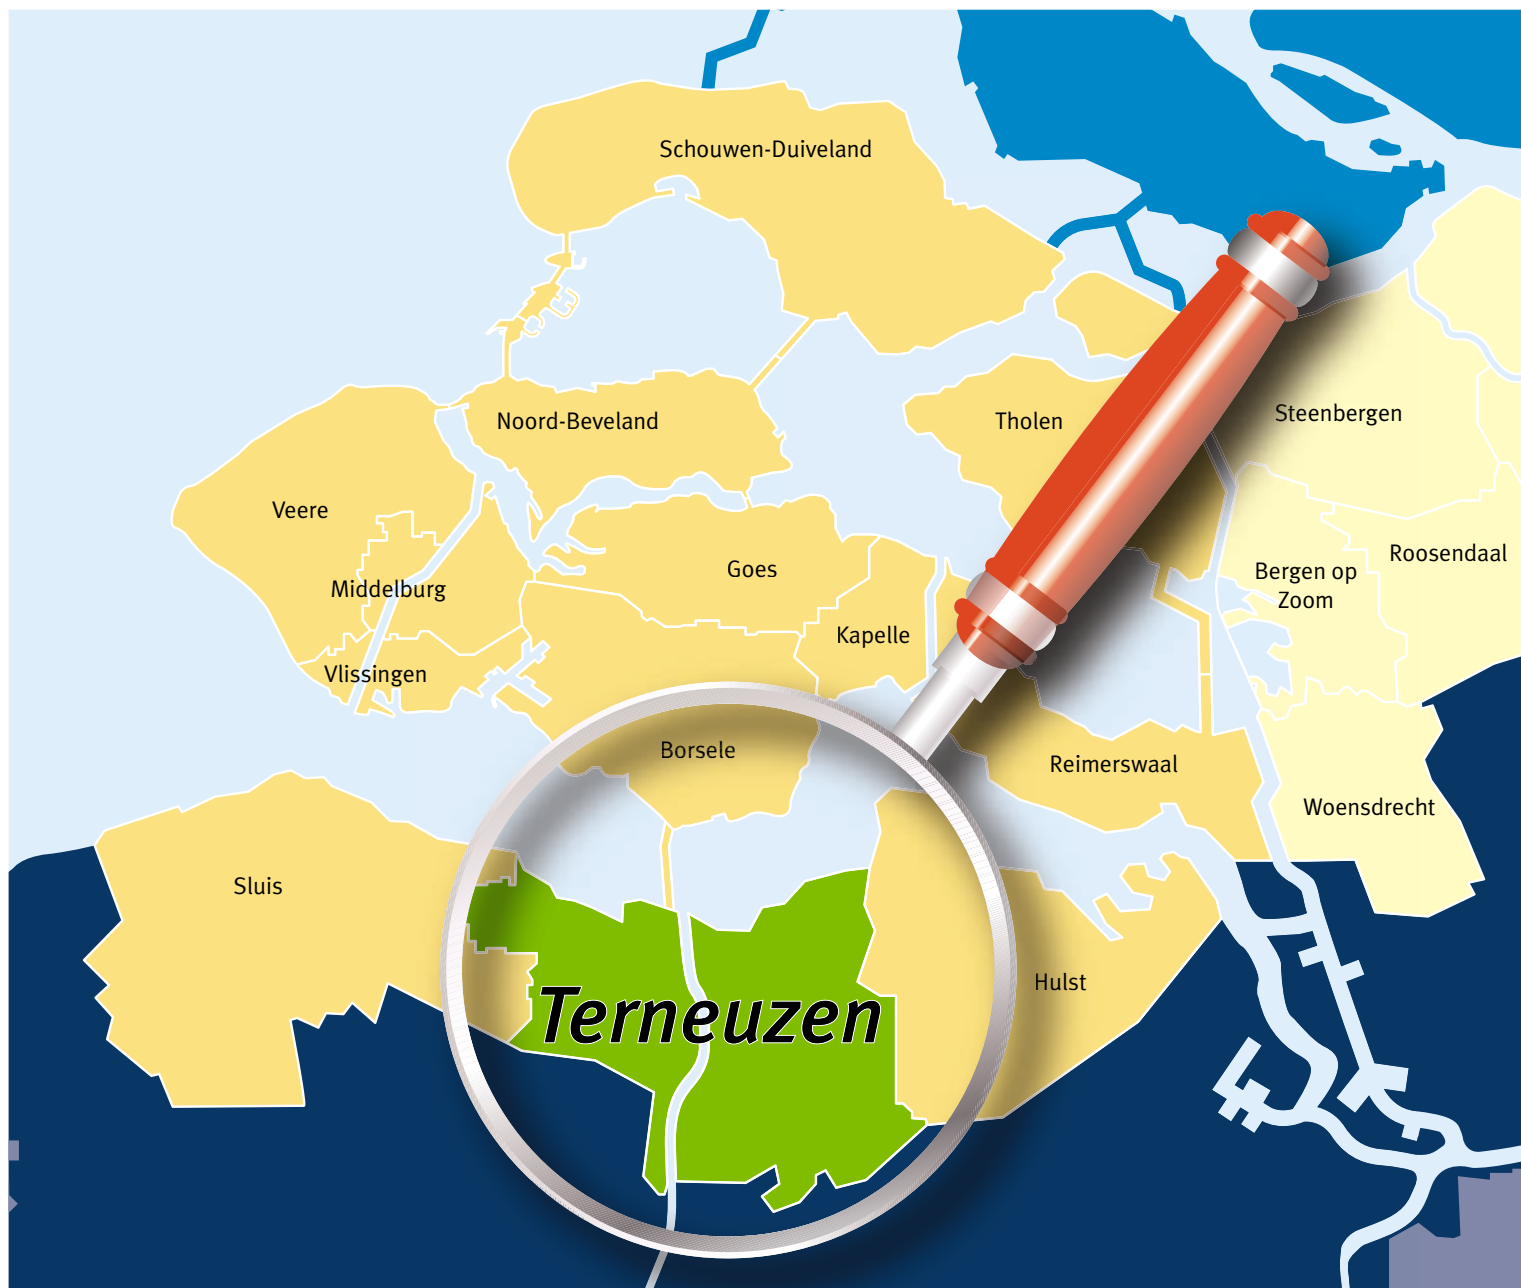 Schouwen-Duiveland
Noord-Beveland
Tholen
Steenbergen
Veere
Goes
Roosendaal
Middelburg
Bergen op
Zoom
Kapelle
Vlissingen
Borsele
Reimerswaal
Woensdrecht
Sluis
Hulst
Terneuzen